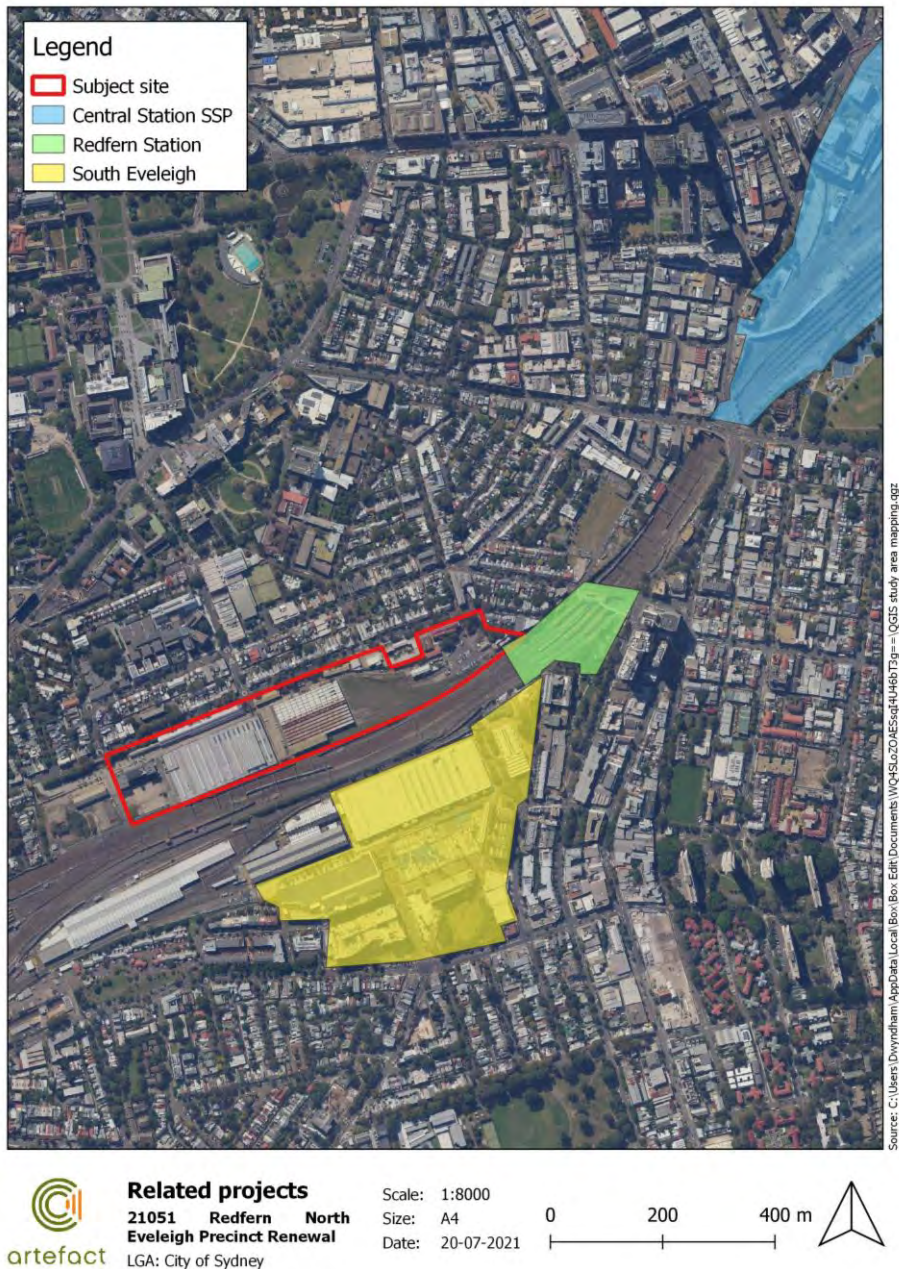 Legend
Subject site
Central Station SSP
Redfern Station
South Eveleigh
Source: C:\Users\Dwyndham\AppData\Local\Box\Box Edit\Documents\WQ4SLoZOAESsqI4U46bT3g==\QGIS study area mapping.qgz
artefact
Related projects
21051 Redfern North
Eveleigh Precinct Renewal
LGA: City of Sydney
Scale: 1:8000
Size: A4
Date: 20-07-2021
0 200 400 m